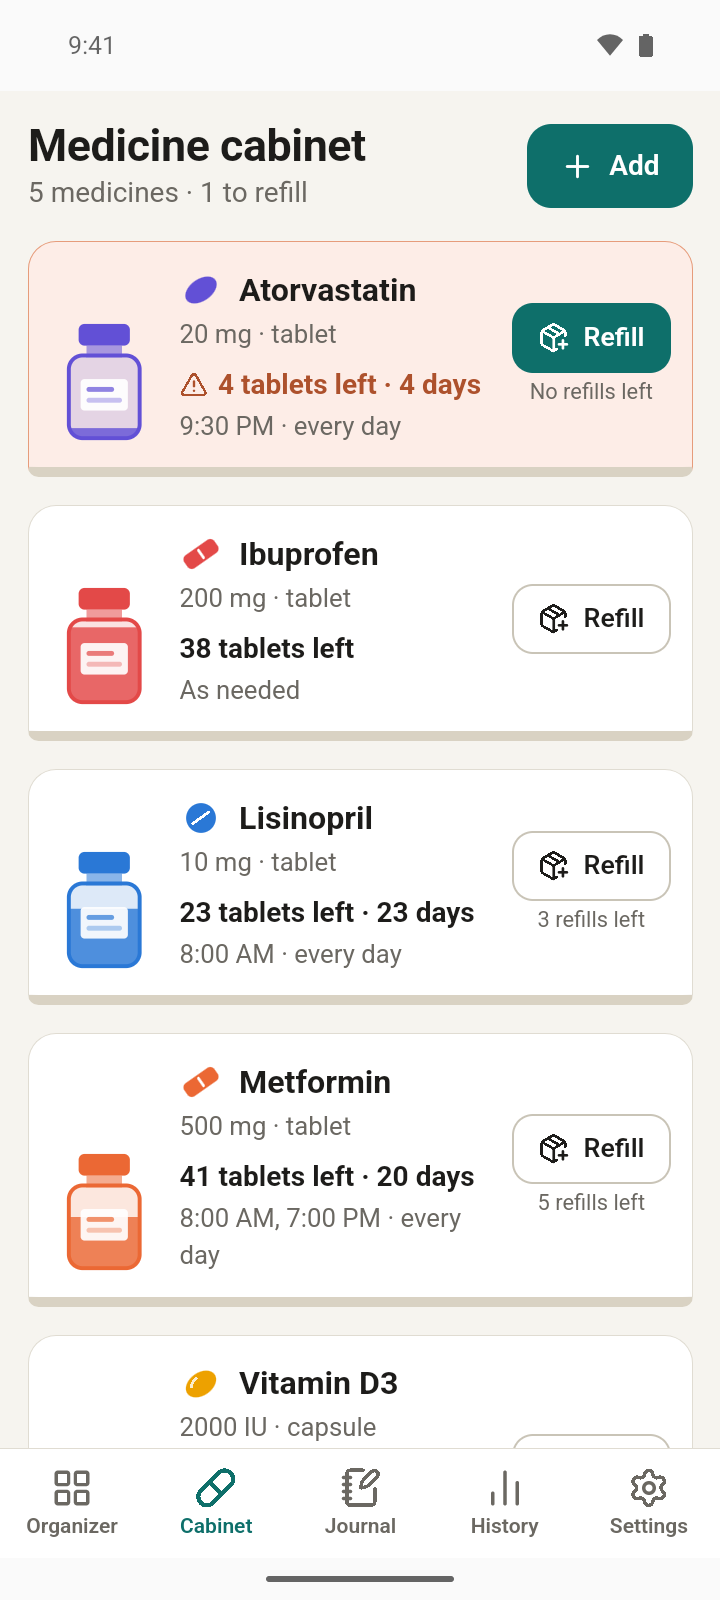 9:41
Medicine cabinet
5 medicines · 1 to refill
Add
Atorvastatin
20 mg · tablet
4 tablets left · 4 days
9:30 PM · every day
Refill
No refills left
Ibuprofen
200 mg · tablet
38 tablets left
As needed
Refill
Lisinopril
10 mg · tablet
23 tablets left · 23 days
8:00 AM · every day
Refill
3 refills left
Metformin
500 mg · tablet
41 tablets left · 20 days
8:00 AM, 7:00 PM · every
day
Refill
5 refills left
Vitamin D3
2000 IU · capsule
Organizer
Cabinet
Journal
History
Settings